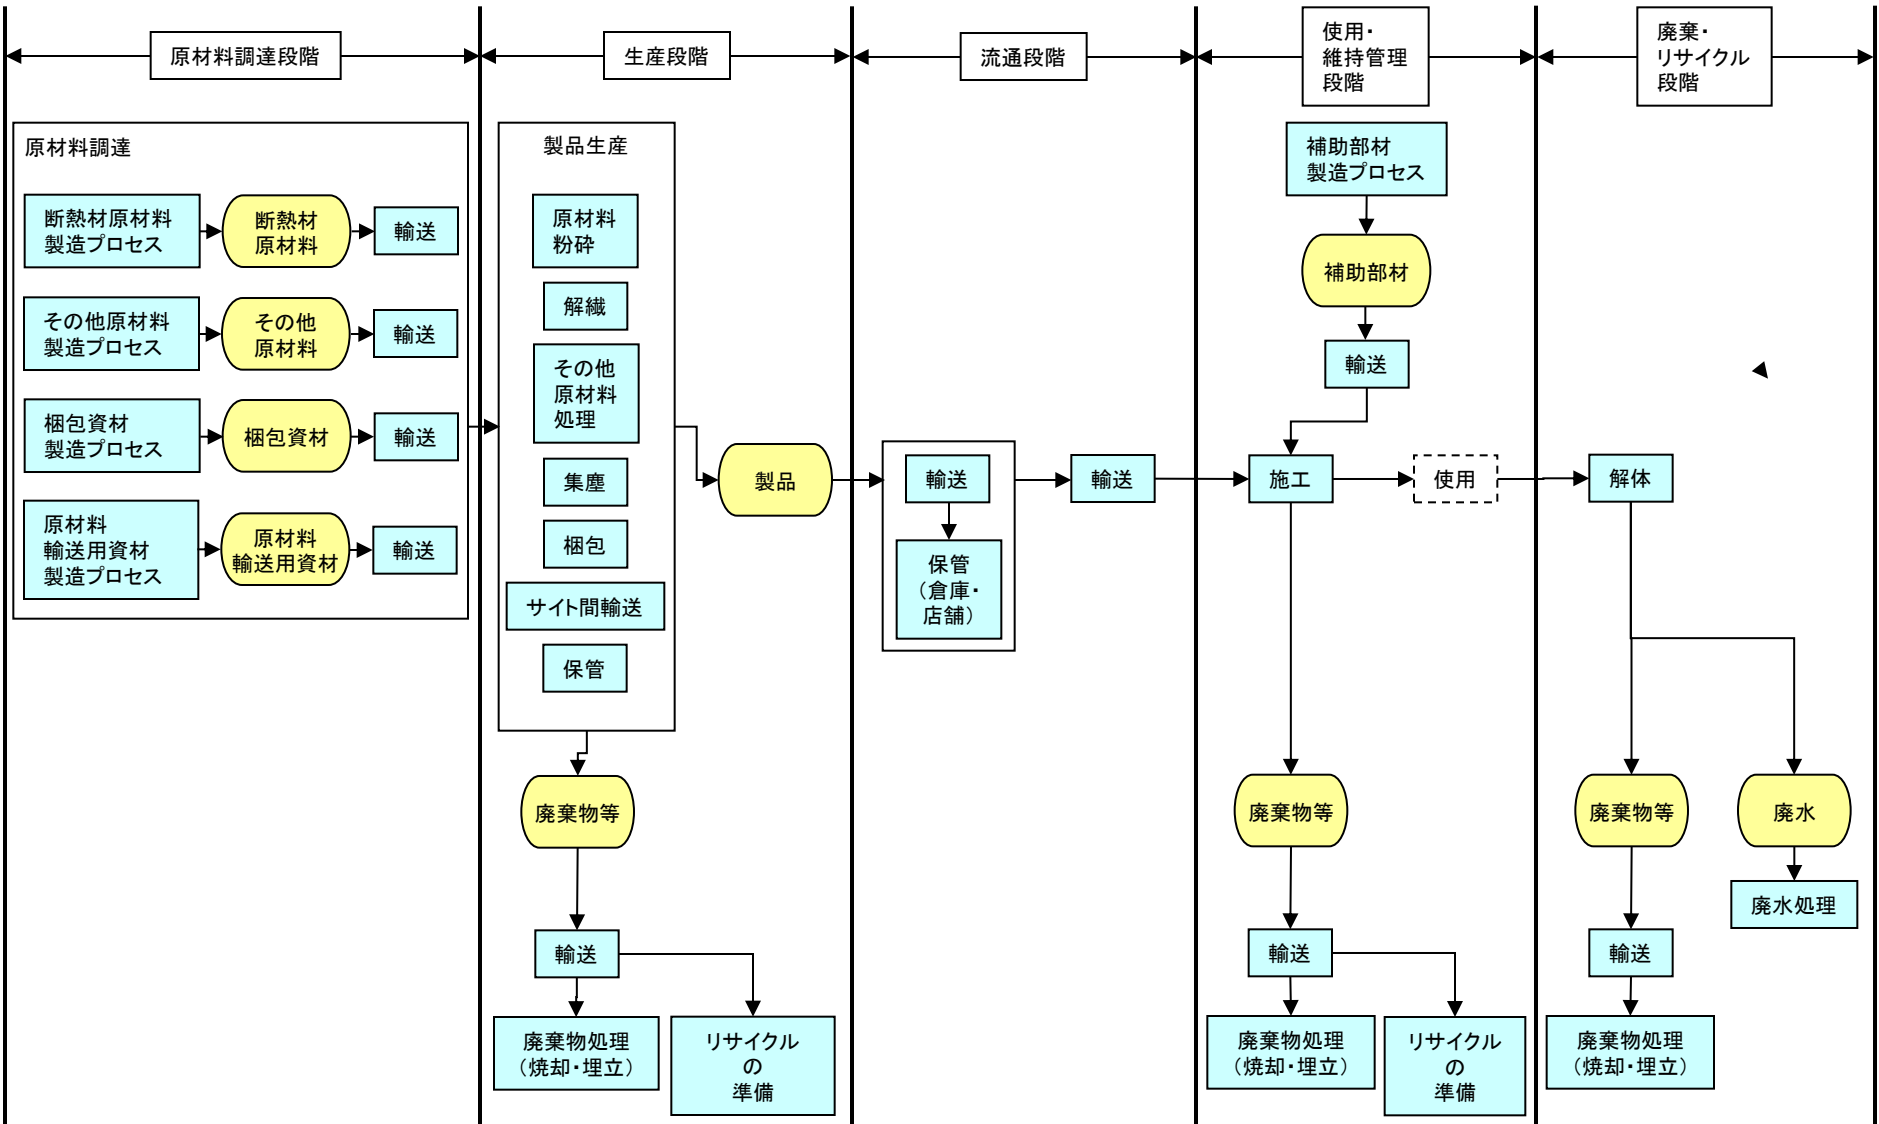 原材料調達段階
生産段階
流通段階
使用・
維持管理
段階
廃棄・
リサイクル
段階
原材料調達
断熱材原材料
製造プロセス
断熱材
原材料
輸送
その他原材料
製造プロセス
その他
原材料
輸送
梱包資材
製造プロセス
梱包資材
輸送
原材料
輸送用資材
製造プロセス
原材料
輸送用資材
輸送
製品生産
原材料
粉砕
解繊
その他
原材料
処理
集塵
梱包
サイト間輸送
保管
製品
廃棄物等
輸送
廃棄物処理
（焼却・埋立）
リサイクル
の
準備
輸送
保管
（倉庫・
店舗）
輸送
補助部材
製造プロセス
補助部材
輸送
施工
使用
廃棄物等
輸送
廃棄物処理
（焼却・埋立）
リサイクル
の
準備
解体
廃棄物等
廃水
廃水処理
輸送
廃棄物処理
（焼却・埋立）